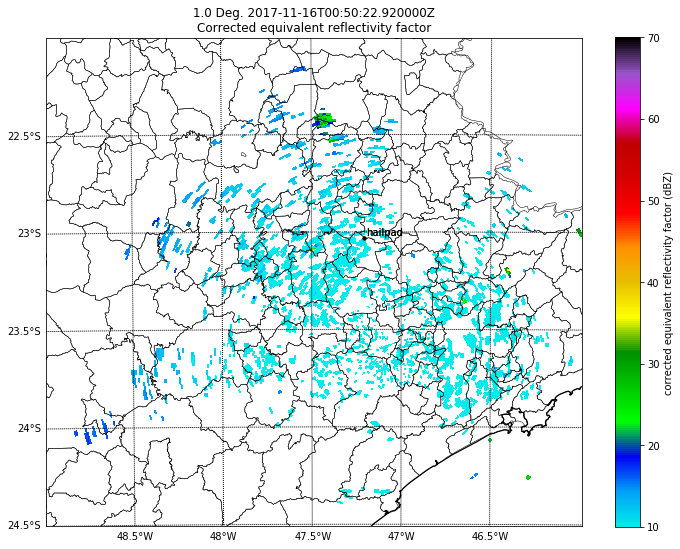 1.0 Deg. 2017-11-16T00:50:22.920000Z
Corrected equivalent reflectivity factor
22.5°S
23°S
23.5°S
24°S
24.5°S
48.5°W
48°W
47.5°W
47°W
46.5°W
hailpad
70
60
50
40
30
20
10
corrected equivalent reflectivity factor (dBZ)